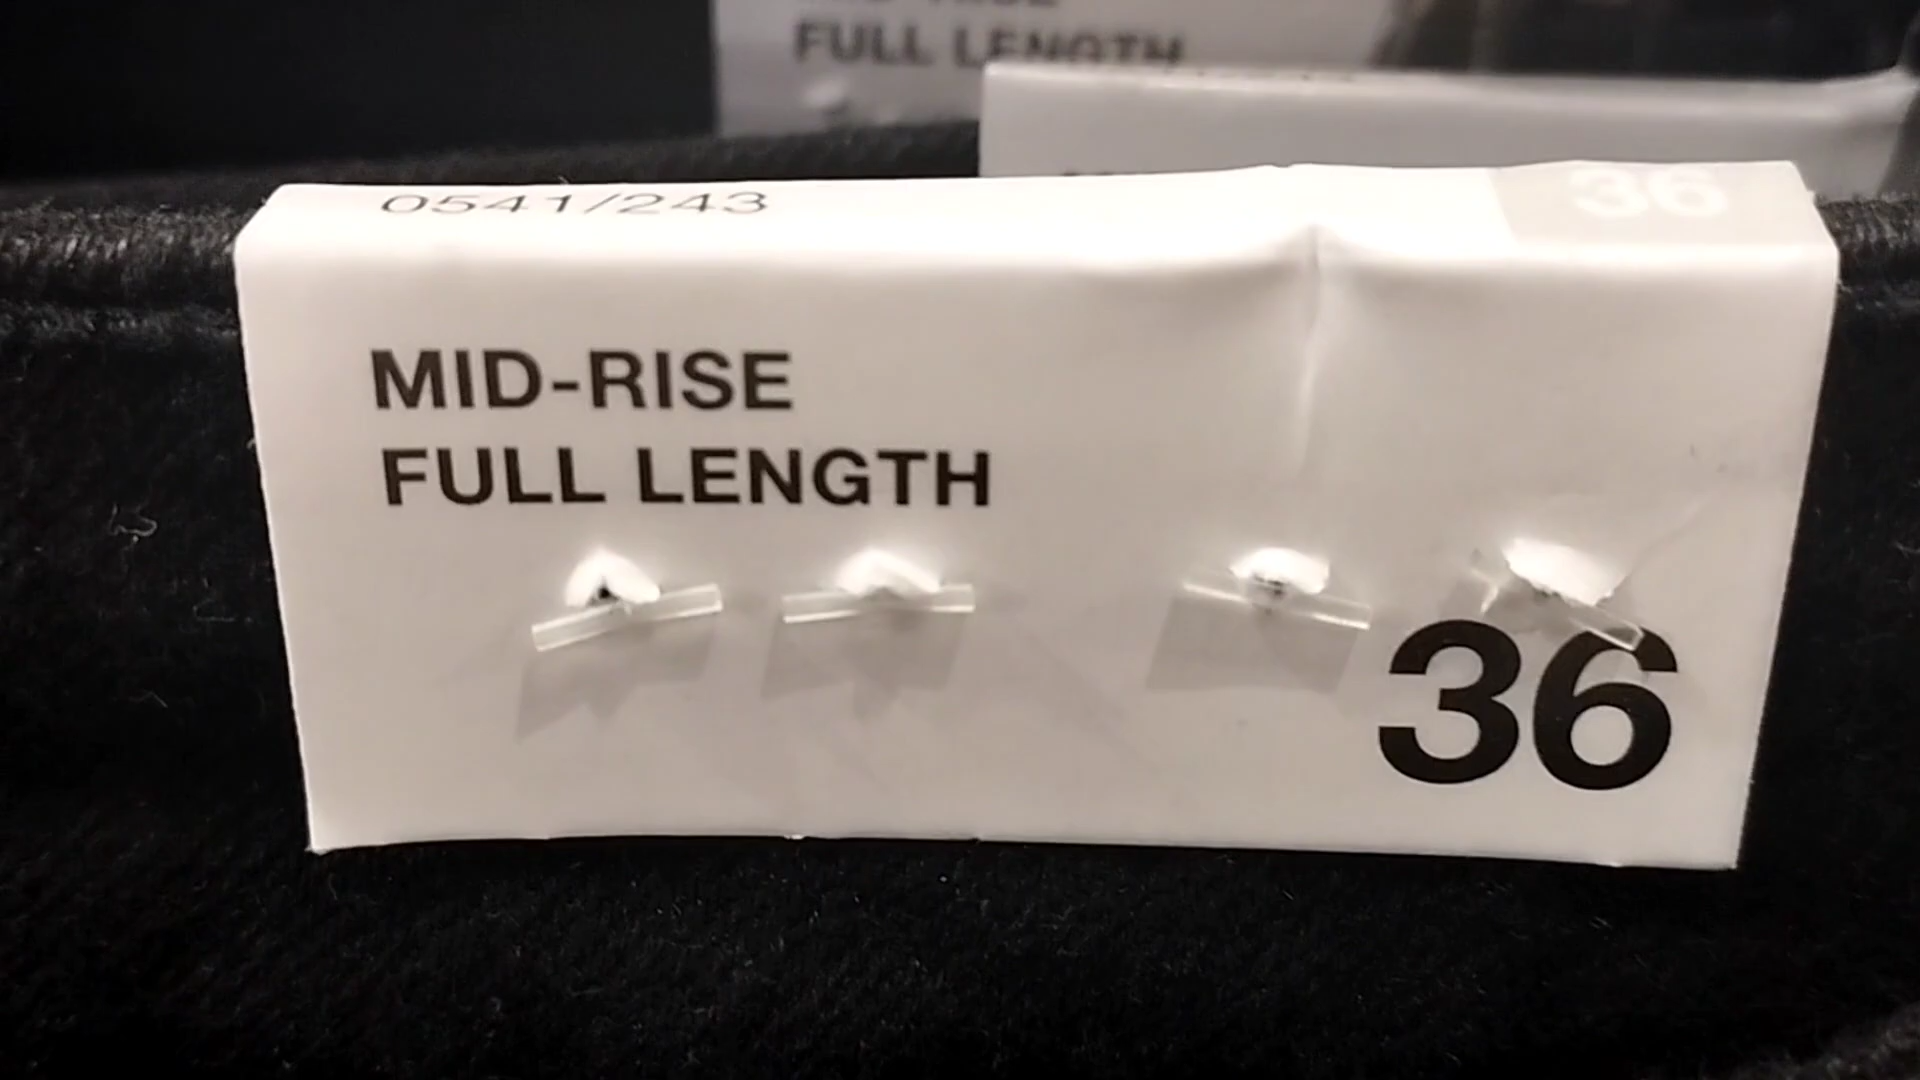 FULL LENGTH
0541/243
36
MID-RISE
FULL LENGTH
36